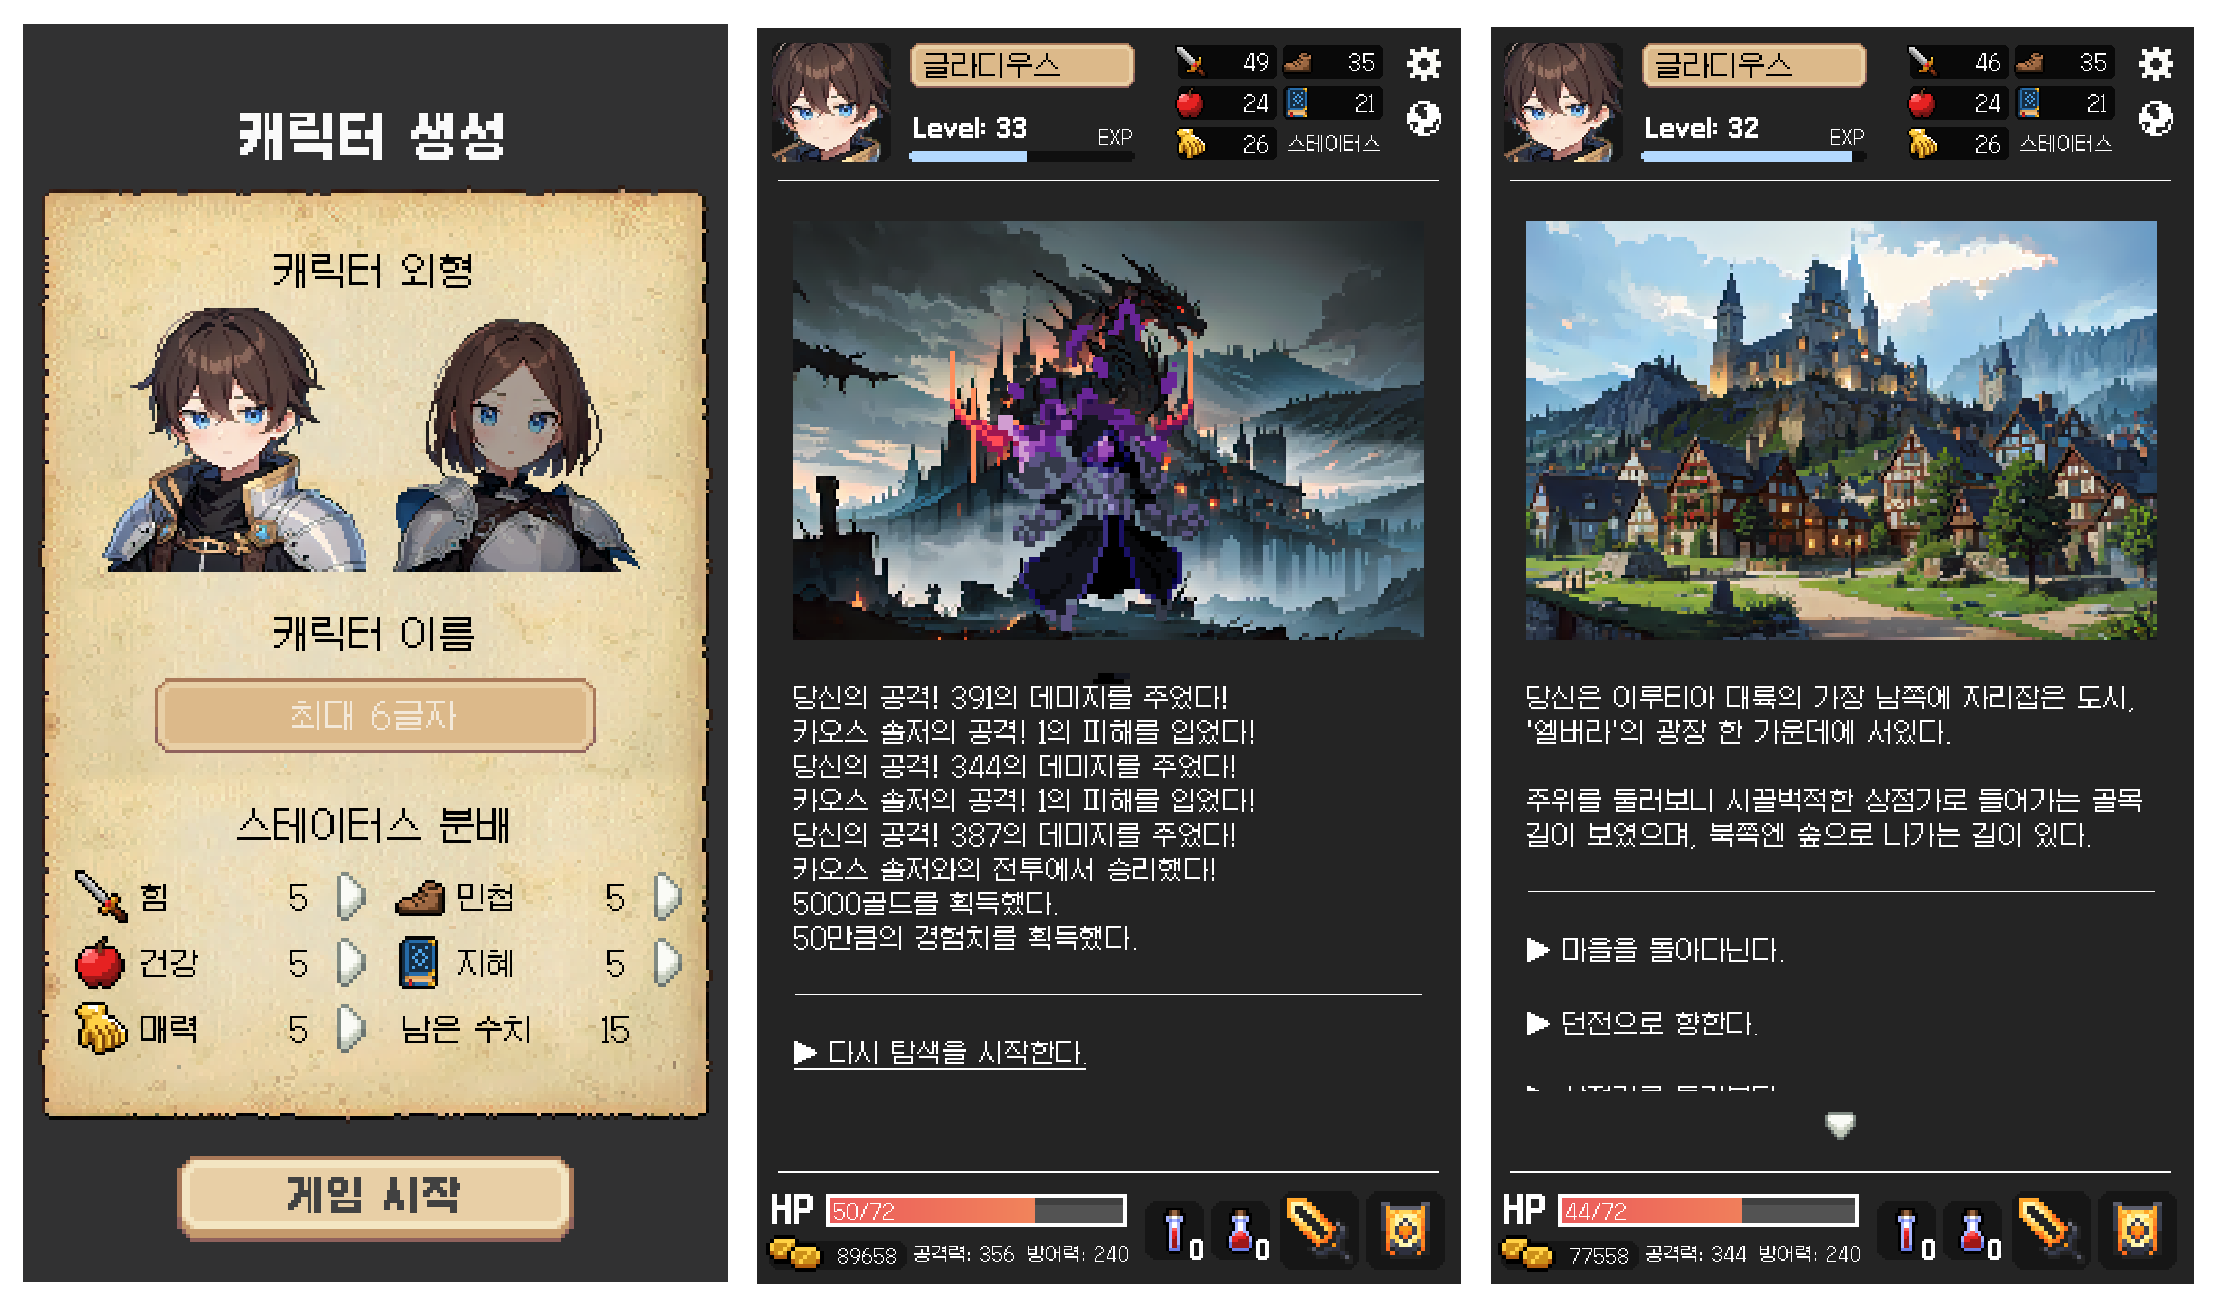 캐릭터 생성
캐릭터 외형
캐릭터 이름
최대 6글자
스테이터스 분배
힘 5 민첩 5
건강 5 지혜 5
매력 5 남은 수치 15
게임 시작
글라디우스
Level: 33 EXP
49 35
24 21
26 스테이터스
당신의 공격! 391의 데미지를 주었다!
카오스 솔저의 공격! 1의 피해를 입었다!
당신의 공격! 344의 데미지를 주었다!
카오스 솔저의 공격! 1의 피해를 입었다!
당신의 공격! 387의 데미지를 주었다!
카오스 솔저와의 전투에서 승리했다!
5000골드를 획득했다.
50만큼의 경험치를 획득했다.
▶ 다시 탐색을 시작한다.
HP 50/72
89658 공격력: 356 방어력: 240
0 0
글라디우스
Level: 32 EXP
46 35
24 21
26 스테이터스
당신은 이루티아 대륙의 가장 남쪽에 자리잡은 도시,
'엘버라'의 광장 한 가운데에 서있다.
주위를 둘러보니 시끌벅적한 상점가로 들어가는 골목
길이 보였으며, 북쪽엔 숲으로 나가는 길이 있다.
▶ 마을을 돌아다닌다.
▶ 던전으로 향한다.
HP 44/72
77558 공격력: 344 방어력: 240
0 0